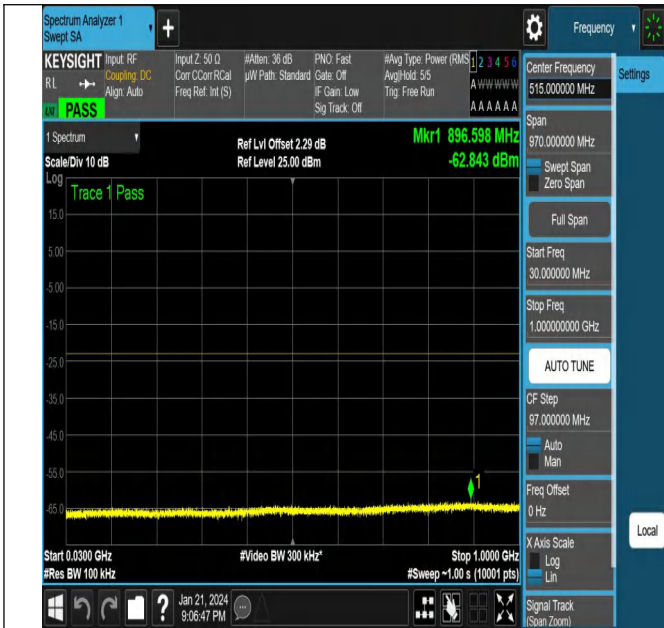 Spectrum Analyzer 1
Swept SA
+
Frequency
KEYSIGHT
RL
PASS
Input: RF
Coupling: DC
Align: Auto
Input Z: 50 Ω
Corr CCorr RCal
Freq Ref: Int (S)
#Atten: 36 dB
µW Path: Standard
PNO: Fast
Gate: Off
IF Gain: Low
Sig Track: Off
#Avg Type: Power (RMS
Avg|Hold: 5/5
Trig: Free Run
1 2 3 4 5 6
A W W W W W
A A A A A A
1 Spectrum
Scale/Div 10 dB
Log
Ref Lvl Offset 2.29 dB
Ref Level 25.00 dBm
Mkr1 896.598 MHz
-62.843 dBm
Trace 1 Pass
15.0
5.00
-5.00
-15.0
-25.0
-35.0
-45.0
-55.0
-65.0
1
Start 0.0300 GHz
#Res BW 100 kHz
#Video BW 300 kHz*
Stop 1.0000 GHz
#Sweep ~1.00 s (10001 pts)
Jan 21, 2024
9:06:47 PM
?
Center Frequency
515.000000 MHz
Settings
Span
970.000000 MHz
Swept Span
Zero Span
Full Span
Start Freq
30.000000 MHz
Stop Freq
1.000000000 GHz
AUTO TUNE
CF Step
97.000000 MHz
Auto
Man
Freq Offset
0 Hz
Local
X Axis Scale
Log
Lin
Signal Track
(Span Zoom)